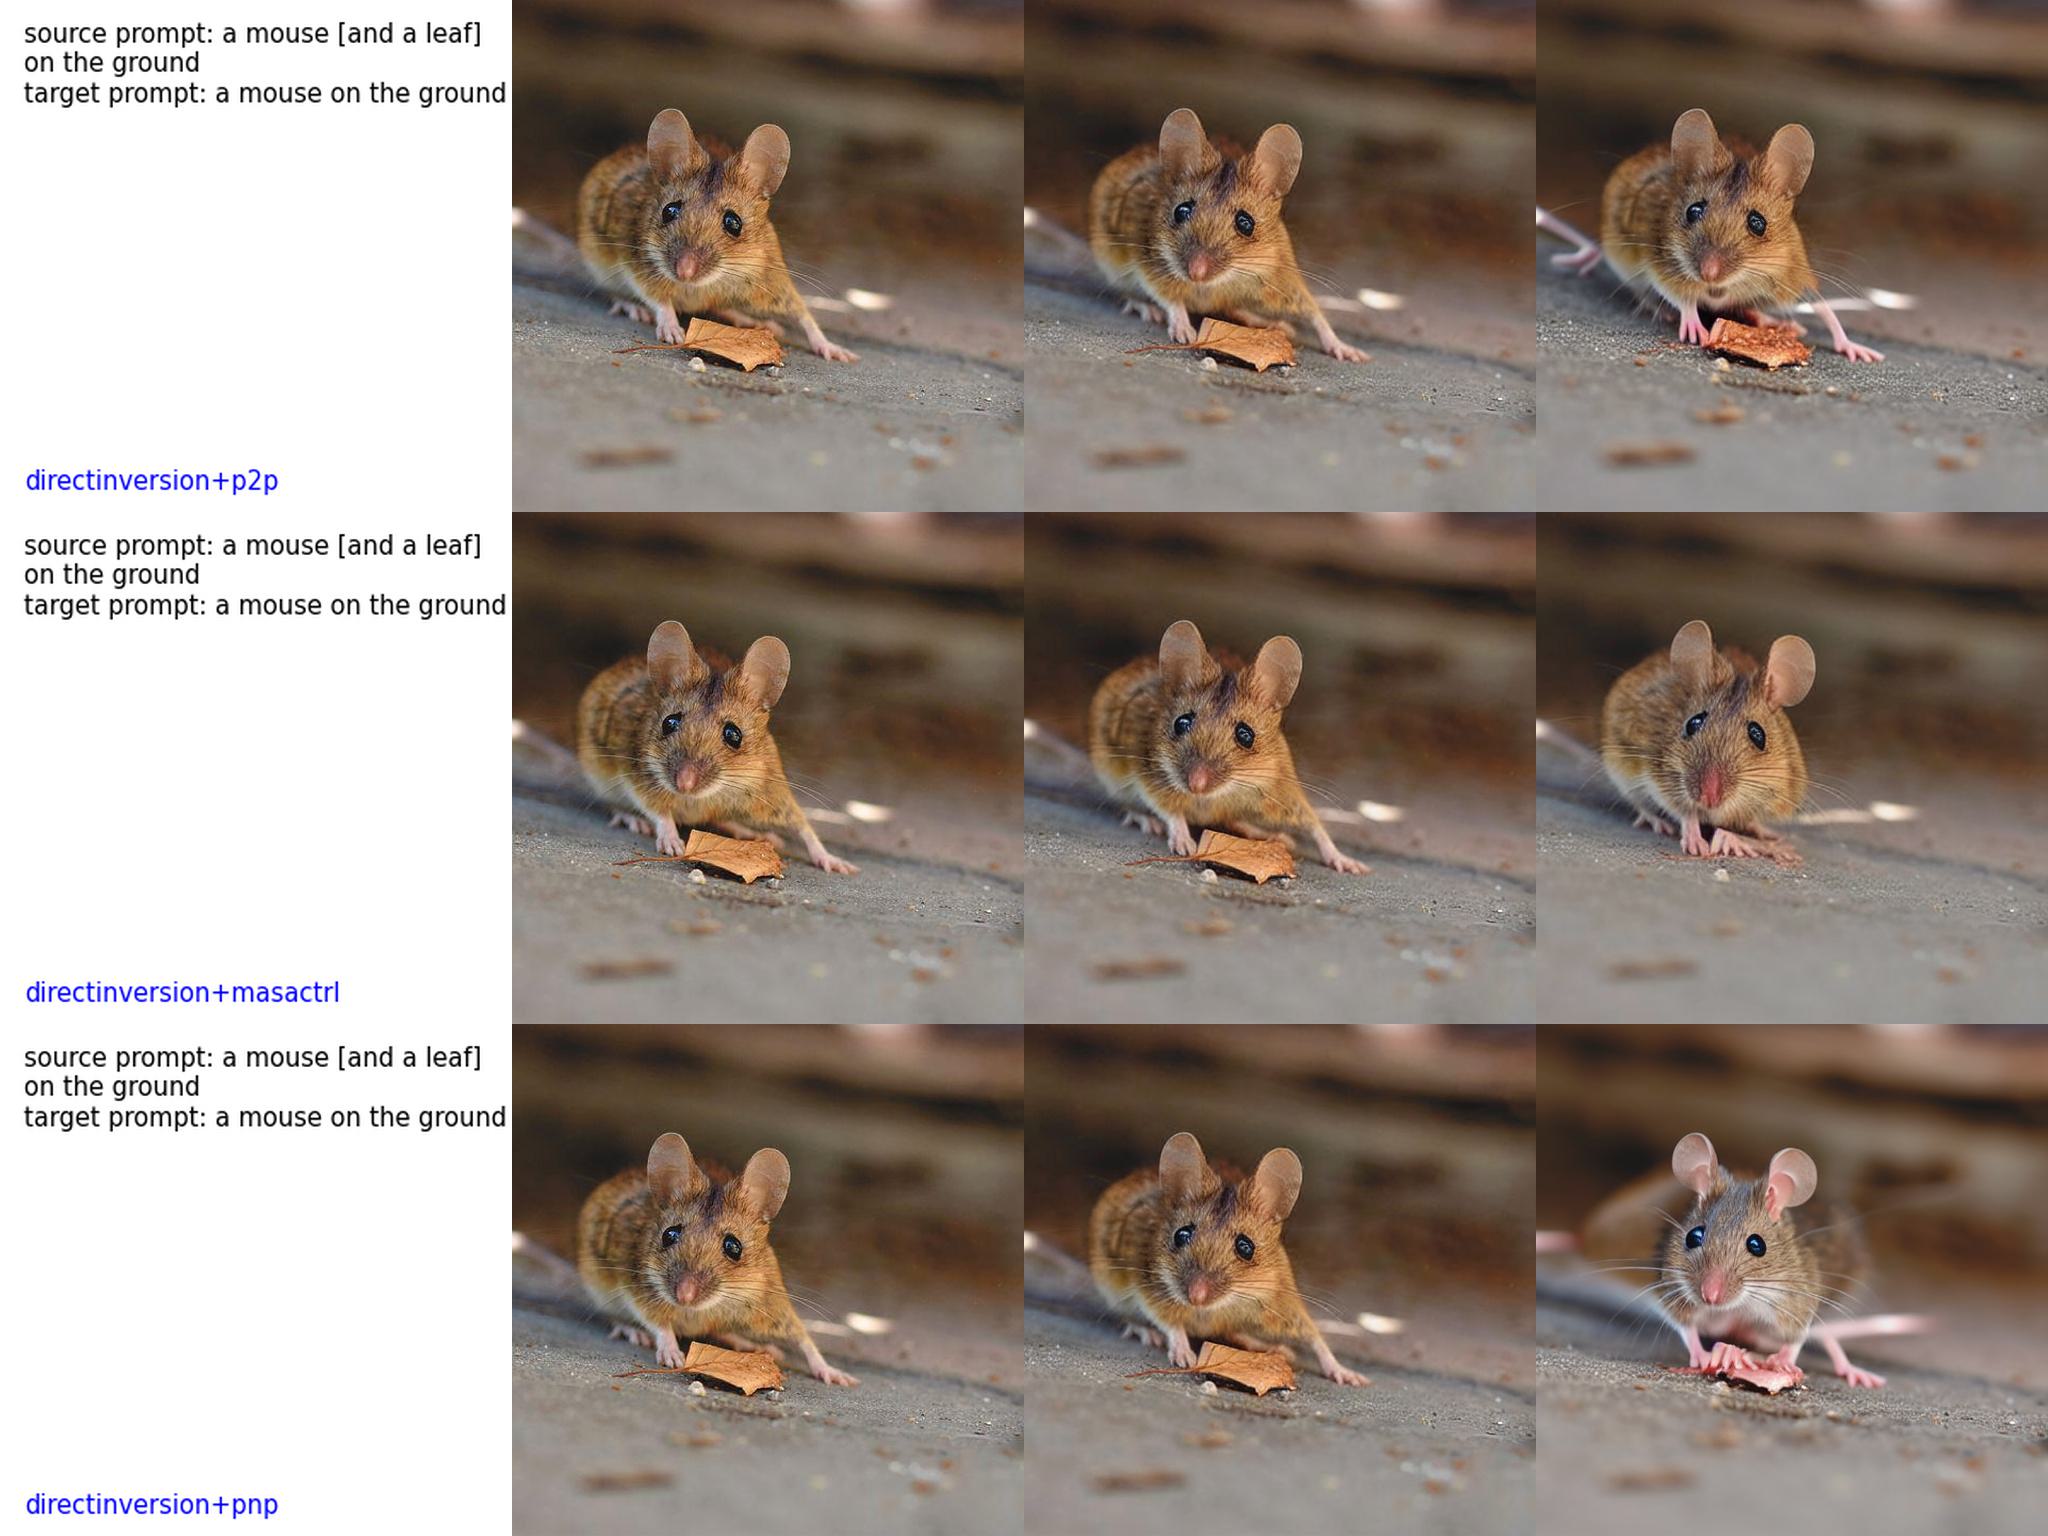 source prompt: a mouse [and a leaf]
on the ground
target prompt: a mouse on the ground
directinversion+p2p
source prompt: a mouse [and a leaf]
on the ground
target prompt: a mouse on the ground
directinversion+masactrl
source prompt: a mouse [and a leaf]
on the ground
target prompt: a mouse on the ground
directinversion+pnp